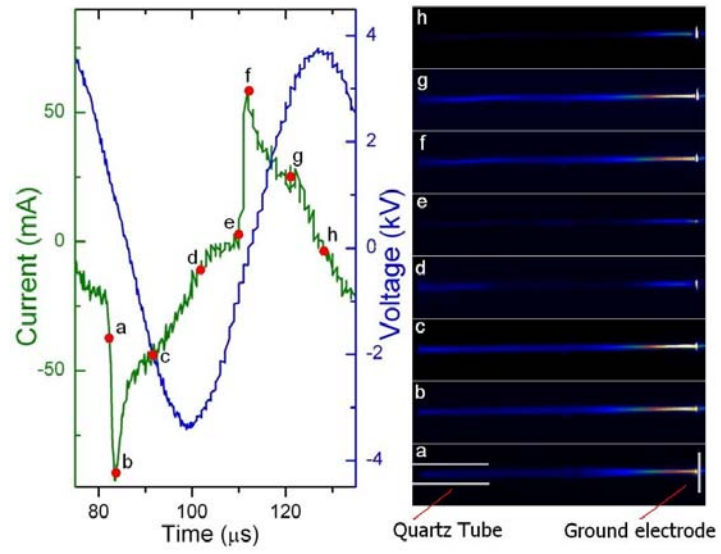 50
0
-50
Current (mA)
80
100
120
Time (μs)
4
2
0
-2
-4
Voltage (kV)
a
b
c
d
e
f
g
h
h
g
f
e
d
c
b
a
Quartz Tube
Ground electrode